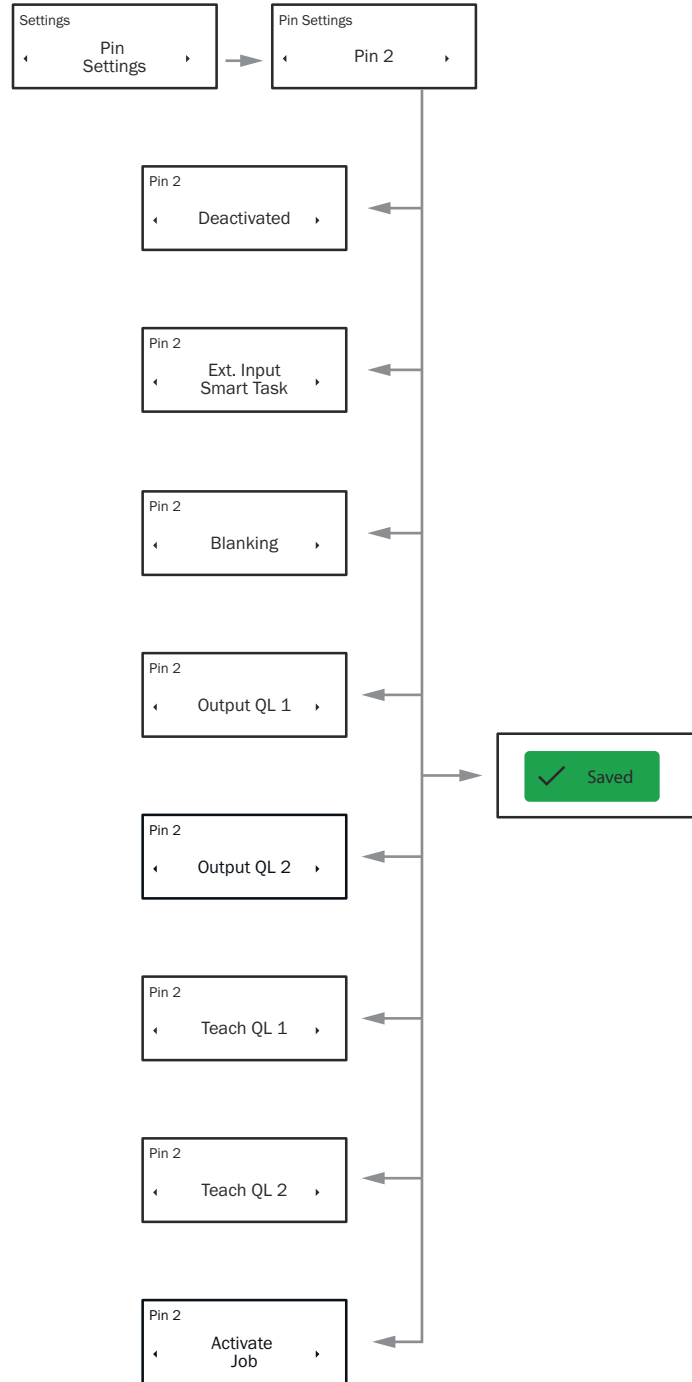 Settings
Pin
Settings
Pin Settings
Pin 2
Pin 2
Deactivated
Pin 2
Ext. Input
Smart Task
Pin 2
Blanking
Pin 2
Output QL 1
Saved
Pin 2
Output QL 2
Pin 2
Teach QL 1
Pin 2
Teach QL 2
Pin 2
Activate
Job